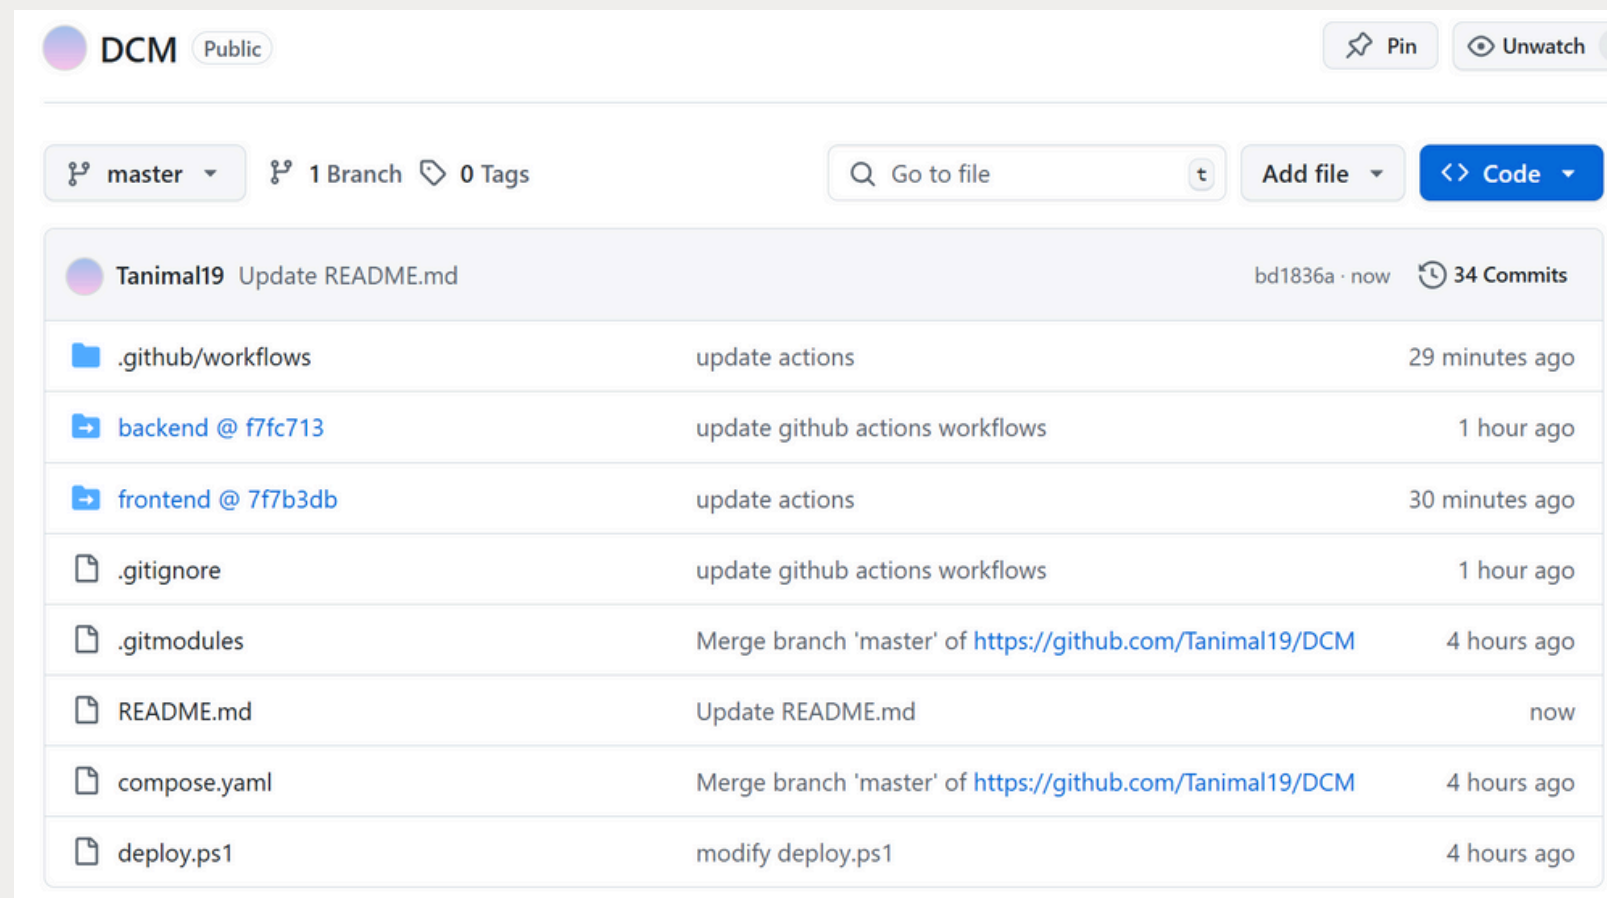 DCM Public Pin Unwatch
master 1 Branch 0 Tags Go to file t Add file Code
Tanimal19 Update README.md bd1836a · now 34 Commits
.github/workflows update actions 29 minutes ago
backend @ f7fc713 update github actions workflows 1 hour ago
frontend @ 7f7b3db update actions 30 minutes ago
.gitignore update github actions workflows 1 hour ago
.gitmodules Merge branch 'master' of https://github.com/Tanimal19/DCM 4 hours ago
README.md Update README.md now
compose.yaml Merge branch 'master' of https://github.com/Tanimal19/DCM 4 hours ago
deploy.ps1 modify deploy.ps1 4 hours ago